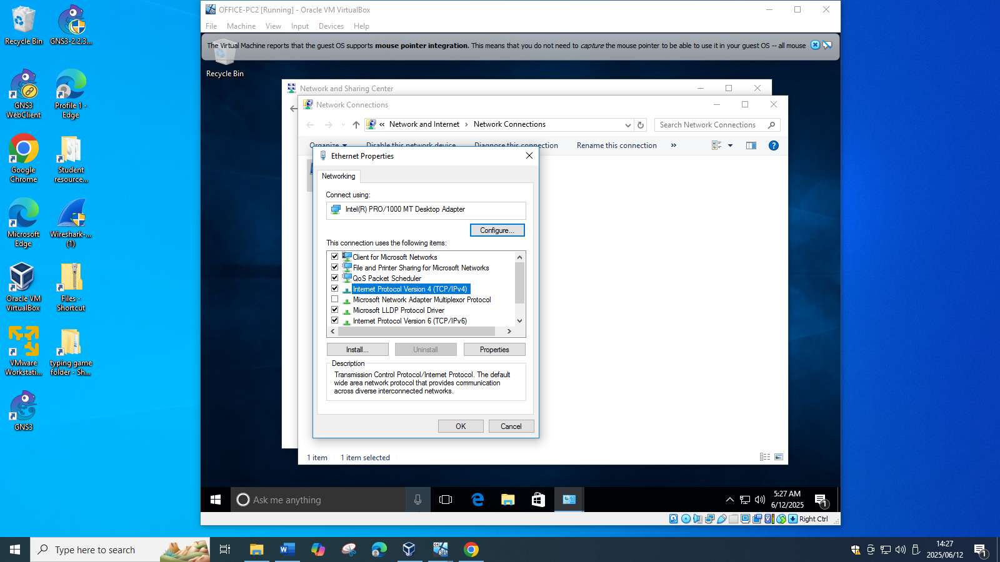 Recycle Bin
GNS3-2.2.3...
GNS3
WebClient
Profile 1 -
Edge
Google
Chrome
Student
resource...
Microsoft
Edge
Wireshark-...
(1)
Oracle VM
VirtualBox
Files -
Shortcut
VMware
Workstati...
typing game
folder - Sh...
GNS3
OFFICE-PC2 [Running] - Oracle VM VirtualBox
File Machine View Input Devices Help
The Virtual Machine reports that the guest OS supports mouse pointer integration. This means that you do not need to capture the mouse pointer to be able to use it in your guest OS -- all mouse
Recycle Bin
Network and Sharing Center
Network Connections
« Network and Internet › Network Connections
Search Network Connections
Organize Disable this network device Diagnose this connection Rename this connection »
Ethernet Properties
Networking
Connect using:
Intel(R) PRO/1000 MT Desktop Adapter
Configure...
This connection uses the following items:
Client for Microsoft Networks
File and Printer Sharing for Microsoft Networks
QoS Packet Scheduler
Internet Protocol Version 4 (TCP/IPv4)
Microsoft Network Adapter Multiplexor Protocol
Microsoft LLDP Protocol Driver
Internet Protocol Version 6 (TCP/IPv6)
Install... Uninstall Properties
Description
Transmission Control Protocol/Internet Protocol. The default
wide area network protocol that provides communication
across diverse interconnected networks.
OK Cancel
1 item 1 item selected
Ask me anything
5:27 AM
6/12/2025
1
Right Ctrl
Type here to search
14:27
2025/06/12
1